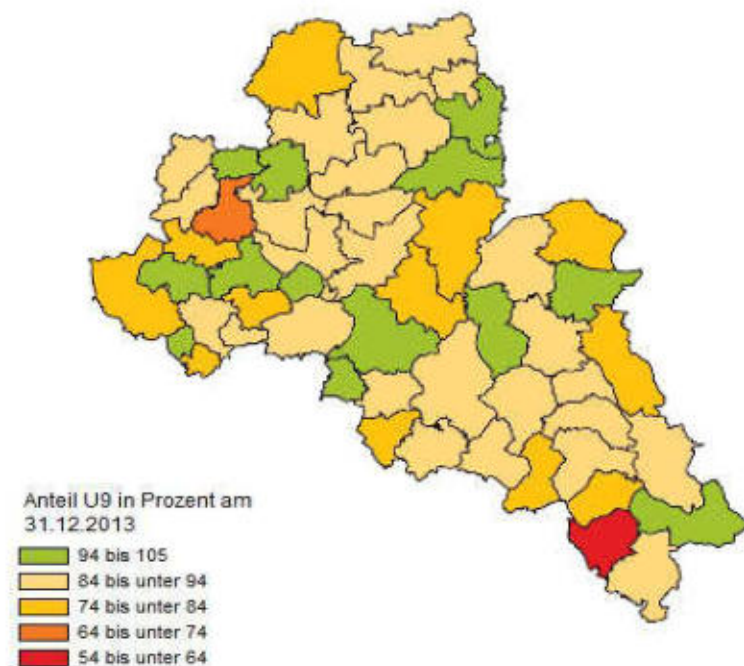 Anteil U9 in Prozent am
31.12.2013
94 bis 105
84 bis unter 94
74 bis unter 84
64 bis unter 74
54 bis unter 64